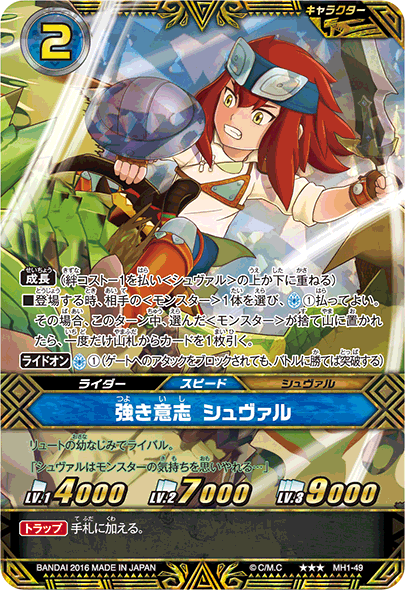 2
キャラクター
成長 (絆コスト－1を払い<シュヴァル>の上か下に重ねる)
■登場する時、相手の<モンスター>1体を選び、①払ってよい。
その場合、このターン中、選んだ<モンスター>が捨て山に置かれ
たら、一度だけ山札からカードを1枚引く。
ライドオン ①(ゲートへのアタックをブロックされても、バトルに勝てば突破する)
ライダー スピード シュヴァル
強き意志 シュヴァル
リュートの幼なじみでライバル。
「シュヴァルはモンスターの気持ちを思いやれる…」
LV.1 4000 LV.2 7000 LV.3 9000
トラップ 手札に加える。
BANDAI 2016 MADE IN JAPAN ©C/M.C ★★★ MH1-49